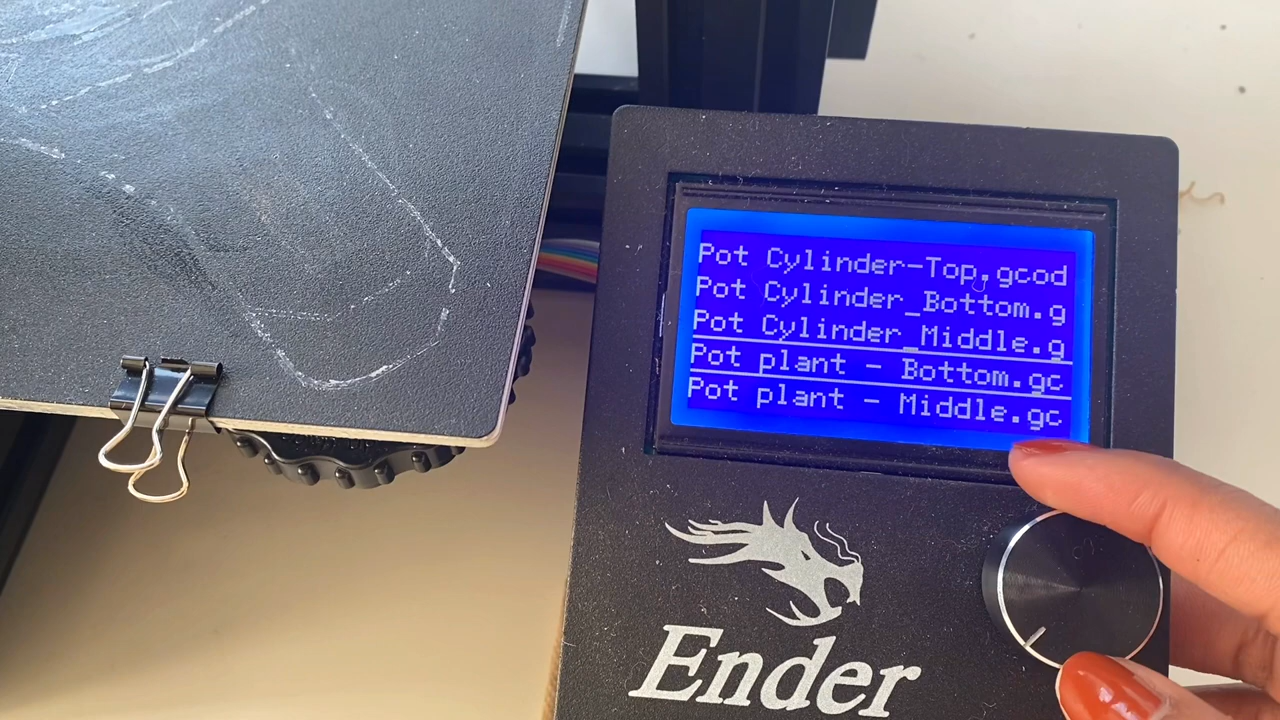 Pot Cylinder-Top.gcod
Pot Cylinder_Bottom.g
Pot Cylinder_Middle.g
Pot plant - Bottom.gc
Pot plant - Middle.gc
Ender